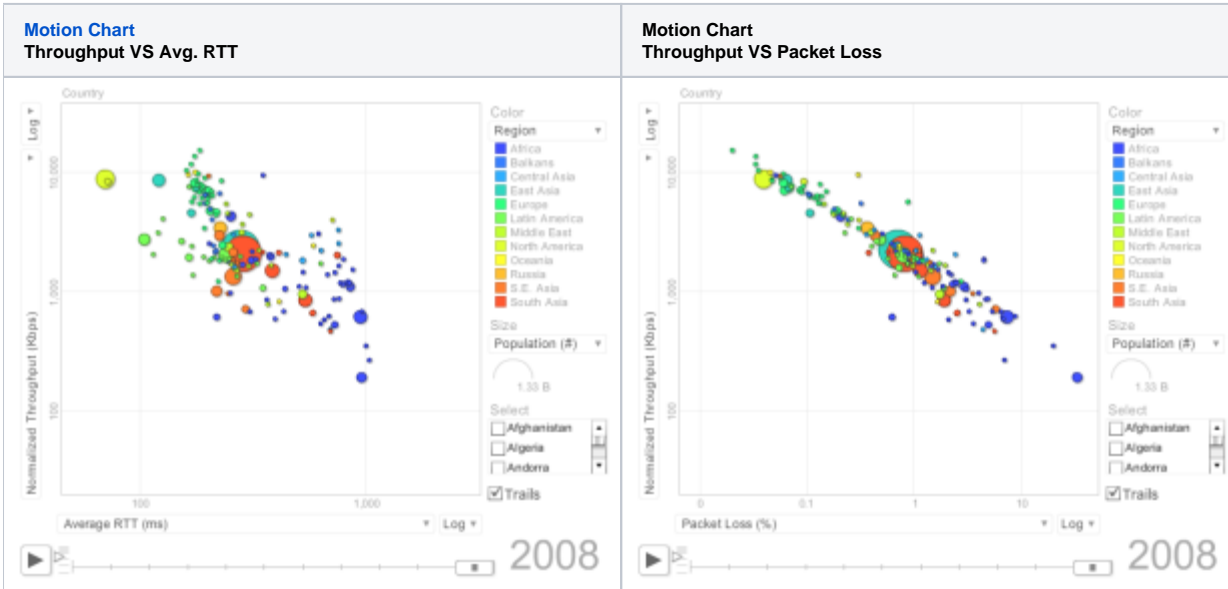 Motion Chart
Throughput VS Avg. RTT
Country
Log
Normalized Throughput (Kbps)
10,000
1,000
100
100
1,000
Average RTT (ms)
Log
Color
Region
Africa
Balkans
Central Asia
East Asia
Europe
Latin America
Middle East
North America
Oceania
Russia
S.E. Asia
South Asia
Size
Population (#)
1.33 B
Select
Afghanistan
Algeria
Andorra
Trails
2008
Motion Chart
Throughput VS Packet Loss
Country
Log
Normalized Throughput (Kbps)
10,000
1,000
100
0
0.1
1
10
Packet Loss (%)
Log
Color
Region
Africa
Balkans
Central Asia
East Asia
Europe
Latin America
Middle East
North America
Oceania
Russia
S.E. Asia
South Asia
Size
Population (#)
1.33 B
Select
Afghanistan
Algeria
Andorra
Trails
2008